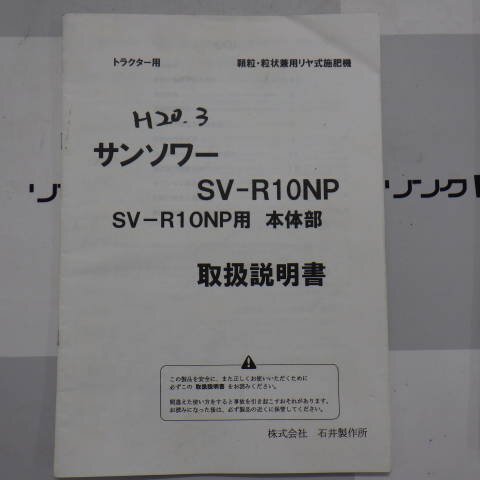 トラクター用 顆粒・粒状兼用リヤ式施肥機
H20.3
サンソワー
SV-R10NP
SV-R10NP用 本体部
取扱説明書
この製品を安全に、また正しくお使いいただくために
必ずこの 取扱説明書 をお読みください。
間違えた使い方をすると事故を引き起こすおそれがあります。
お読みになった後は、必ず製品の近くに保管してください。
株式会社 石井製作所
リンク